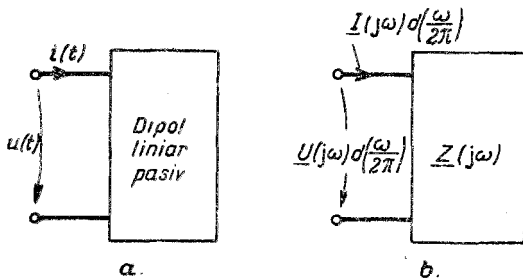 i(t)
u(t)
Dipol
liniar
pasiv
a.
I(jω)d(ω/2π)
U(jω)d(ω/2π)
Z(jω)
b.